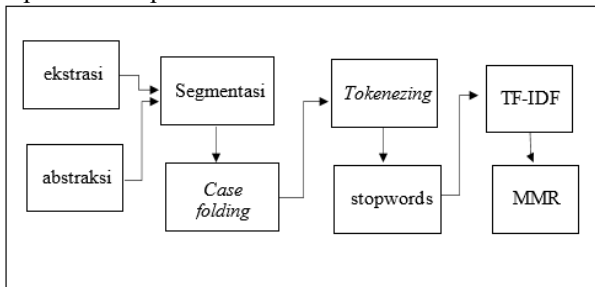 ekstrasi
Segmentasi
Tokenezing
TF-IDF
abstraksi
Case
folding
stopwords
MMR